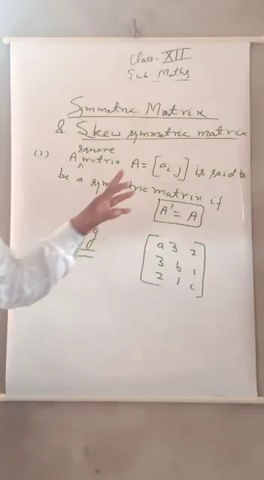 Class-XII
Sub-Maths
Symmetric Matrix
& Skew symmetric matrix
square
(1) A ^ matrix A = [aij] is said to
be a symmetric matrix if
A' = A
a 3 2
3 b 1
2 1 c